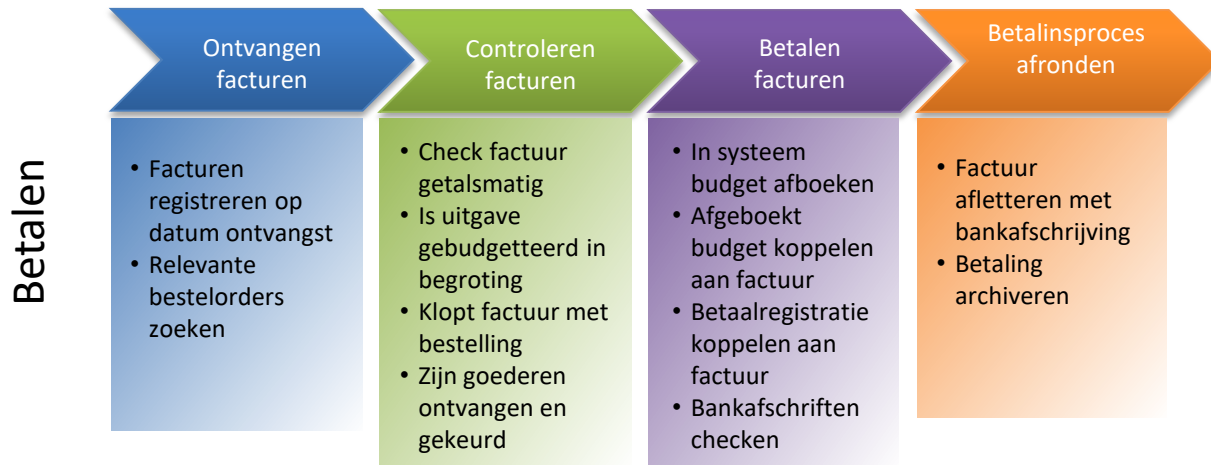 Betalen
Ontvangen
facturen
• Facturen
registreren op
datum ontvangst
• Relevante
bestelorders
zoeken
Controleren
facturen
• Check factuur
getalsmatig
• Is uitgave
gebudgetteerd in
begroting
• Klopt factuur met
bestelling
• Zijn goederen
ontvangen en
gekeurd
Betalen
facturen
• In systeem
budget afboeken
• Afgeboekt
budget koppelen
aan factuur
• Betaalregistratie
koppelen aan
factuur
• Bankafschriften
checken
Betalinsproces
afronden
• Factuur
afletteren met
bankafschrijving
• Betaling
archiveren